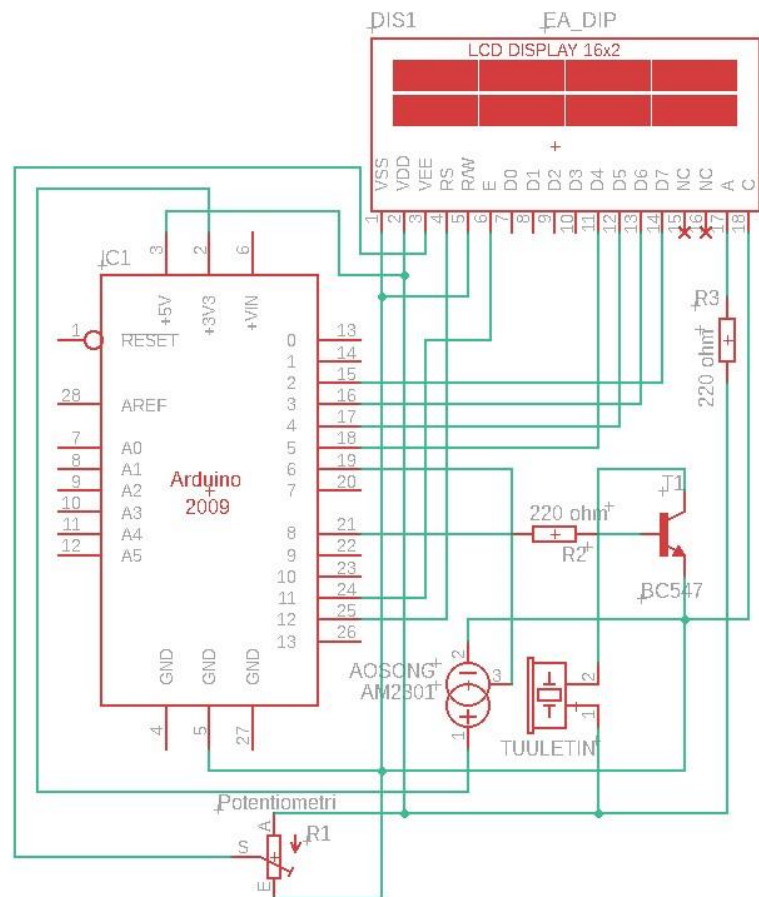 DIS1
EA_DIP
LCD DISPLAY 16x2
VSS
VDD
VEE
RS
R/W
E
D0
D1
D2
D3
D4
D5
D6
D7
NC
NC
A
C
1
2
3
4
5
6
7
8
9
10
11
12
13
14
15
16
17
18
3
2
6
IC1
+5V
+3V3
+VIN
1
RESET
28
AREF
7
A0
8
A1
9
A2
10
A3
11
A4
12
A5
Arduino
2009
0
13
1
14
2
15
3
16
4
17
5
18
6
19
7
20
8
21
9
22
10
23
11
24
12
25
13
26
GND
GND
GND
4
5
27
R3
220 ohm
T1
220 ohm
R2
BC547
AOSONG
AM2301
2
3
1
2
1
TUULETIN
Potentiometri
A
S
E
R1